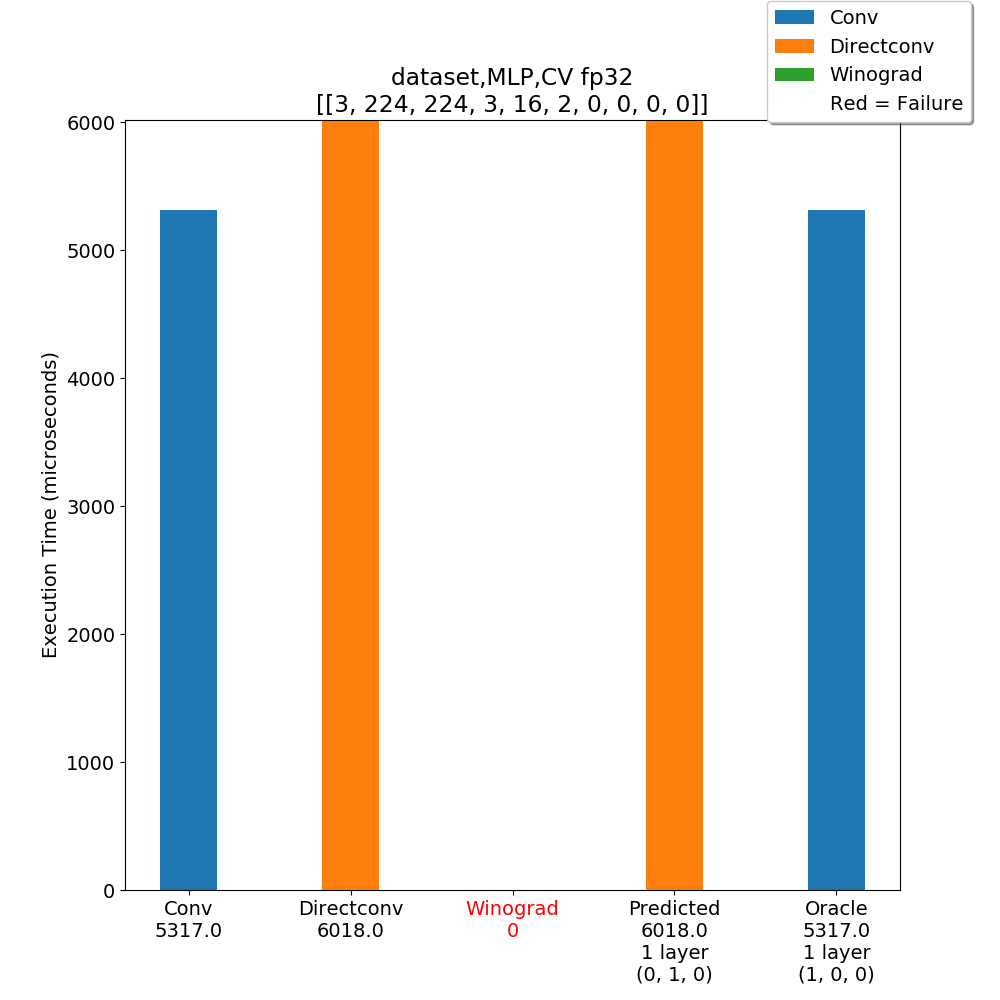 Conv
Directconv
Winograd
Red = Failure
dataset,MLP,CV fp32
[[3, 224, 224, 3, 16, 2, 0, 0, 0, 0]]
Execution Time (microseconds)
6000
5000
4000
3000
2000
1000
0
Conv
5317.0
Directconv
6018.0
Winograd
0
Predicted
6018.0
1 layer
(0, 1, 0)
Oracle
5317.0
1 layer
(1, 0, 0)